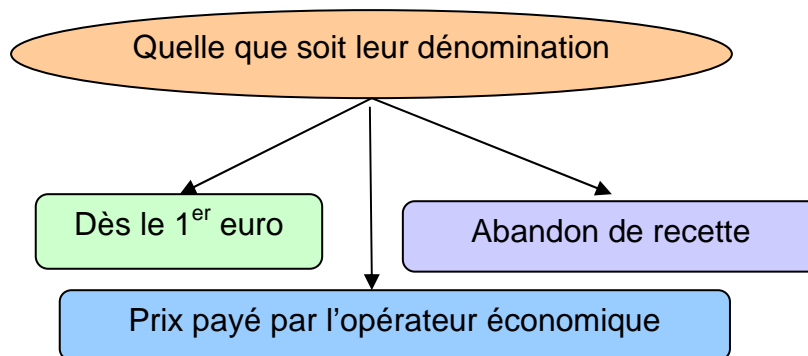 Quelle que soit leur dénomination
Dès le 1er euro
Abandon de recette
Prix payé par l’opérateur économique